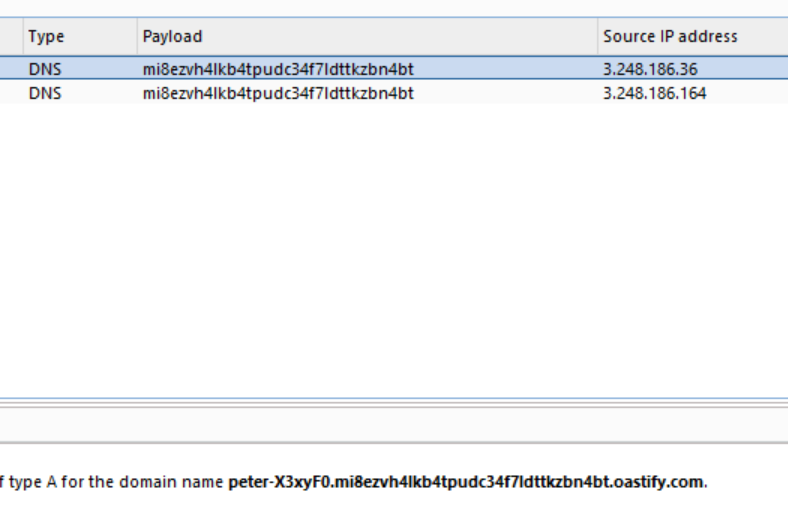 Type Payload Source IP address
DNS mi8ezvh4lkb4tpudc34f7ldttkzbn4bt 3.248.186.36
DNS mi8ezvh4lkb4tpudc34f7ldttkzbn4bt 3.248.186.164
f type A for the domain name peter-X3xyF0.mi8ezvh4lkb4tpudc34f7ldttkzbn4bt.oastify.com.